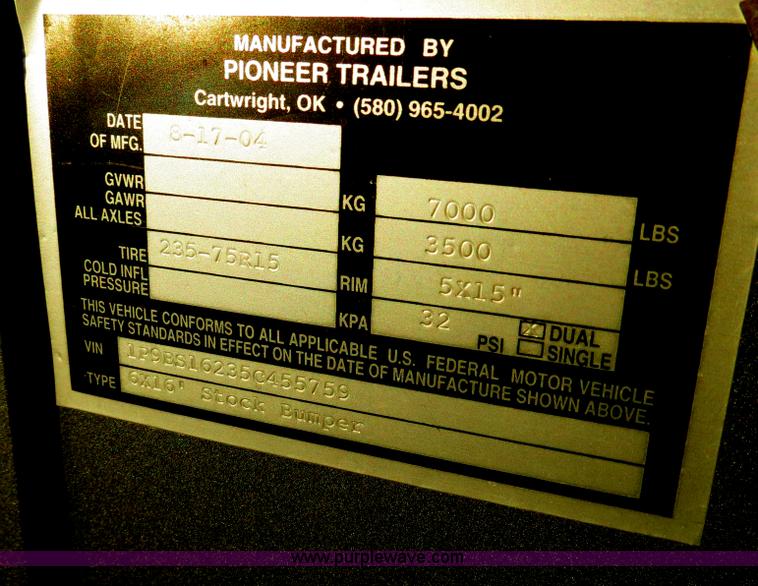 MANUFACTURED BY
PIONEER TRAILERS
Cartwright, OK • (580) 965-4002
DATE OF MFG. 8-17-04
GVWR KG 7000 LBS
GAWR ALL AXLES KG 3500 LBS
TIRE 235-75R15 RIM 5X15"
COLD INFL PRESSURE KPA 32 PSI X DUAL SINGLE
THIS VEHICLE CONFORMS TO ALL APPLICABLE U.S. FEDERAL MOTOR VEHICLE
SAFETY STANDARDS IN EFFECT ON THE DATE OF MANUFACTURE SHOWN ABOVE.
VIN 1P9BS16235C455759
TYPE 6X16' Stock Bumper
www.purplewave.com